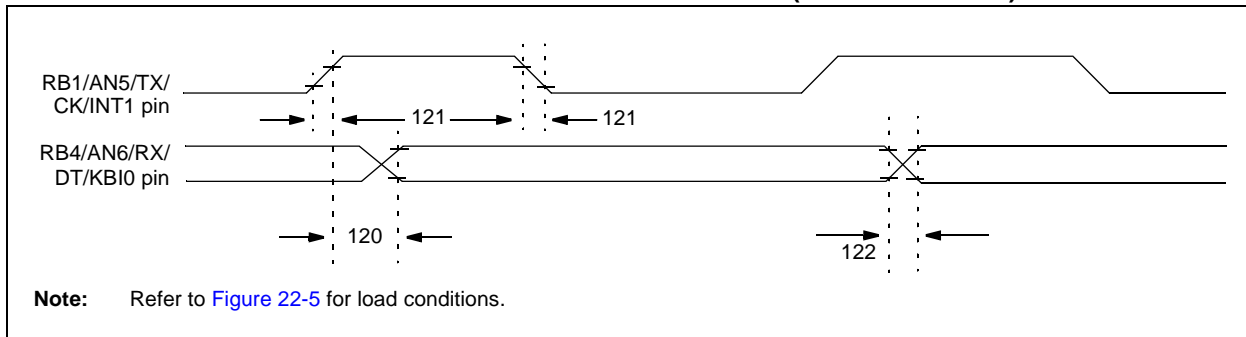 RB1/AN5/TX/
CK/INT1 pin
121
121
RB4/AN6/RX/
DT/KBI0 pin
120
122
Note: Refer to Figure 22-5 for load conditions.